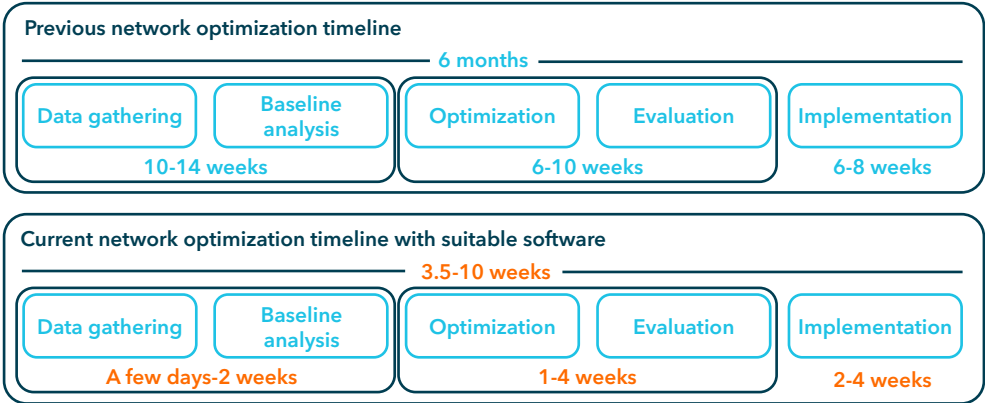 Previous network optimization timeline
6 months
Data gathering
Baseline
analysis
Optimization
Evaluation
Implementation
10-14 weeks
6-10 weeks
6-8 weeks
Current network optimization timeline with suitable software
3.5-10 weeks
Data gathering
Baseline
analysis
Optimization
Evaluation
Implementation
A few days-2 weeks
1-4 weeks
2-4 weeks